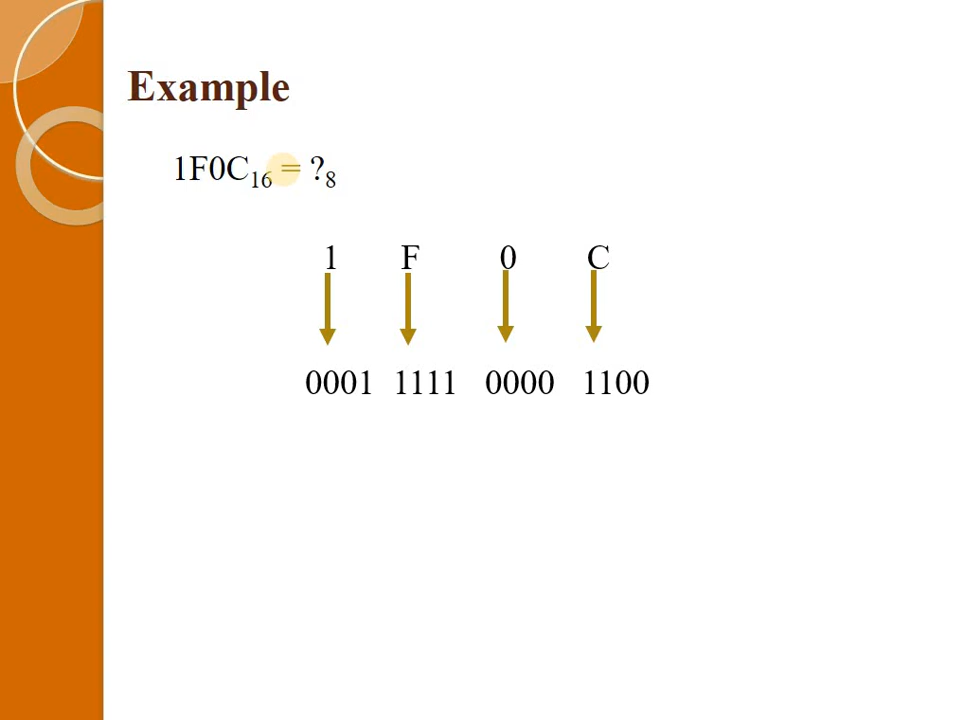 Example
1F0C₁₆ = ?₈
1 F 0 C
0001 1111 0000 1100